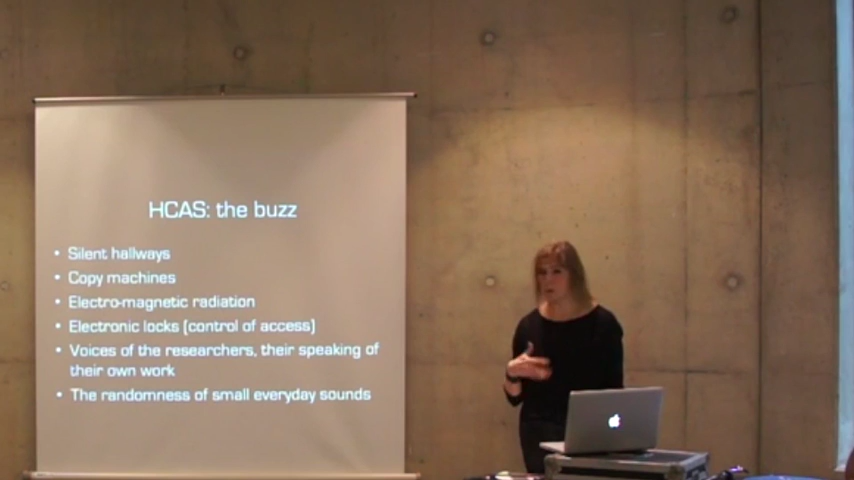 HCAS: the buzz
• Silent hallways
• Copy machines
• Electro-magnetic radiation
• Electronic locks (control of access)
• Voices of the researchers, their speaking of
their own work
• The randomness of small everyday sounds